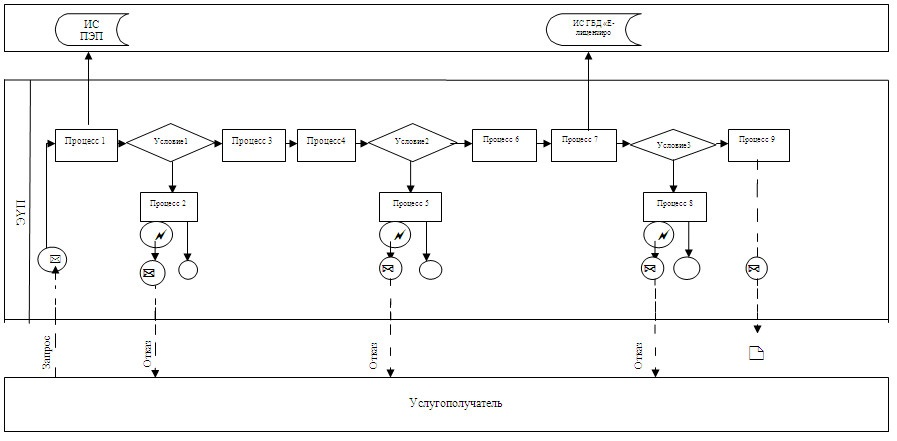 ИС
ПЭП
ИС ГБД «Е-
лицензиро
ЭҮП
Процесс 1
Условие1
Процесс 3
Процесс4
Условие2
Процесс 6
Процесс 7
Условие3
Процесс 9
Процесс 2
Процесс 5
Процесс 8
Запрос
Отказ
Отказ
Отказ
Услугополучатель